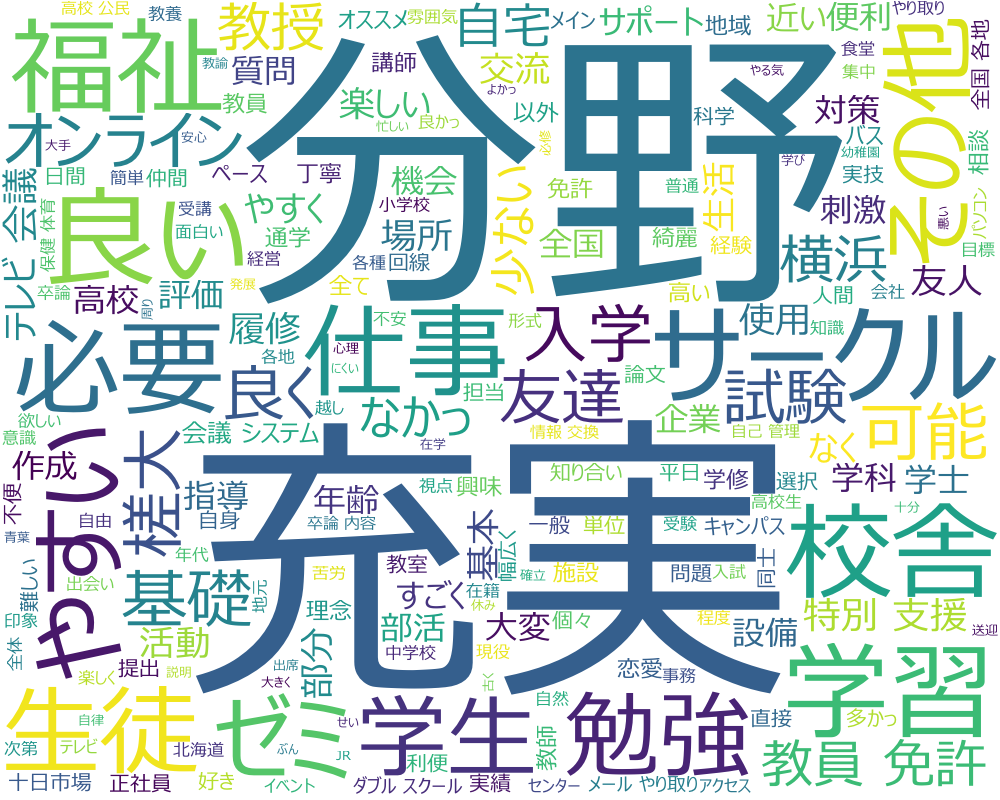 高校 公民
教養
オススメ
雰囲気
メイン
サポート
地域
近い
便利
やり取り
福祉
教授
分野
自宅
その他
全国 各地
教諭
質問
講師
交流
やる気
食堂
集中
よかっ
教員
楽しい
以外
科学
対策
オンライン
大手
安心
忙しい
良かっ
必修
バス
幼稚園
相談
テレビ 会議
日間
簡単
仲間
ペース
丁寧
機会
少ない
免許
普通
生活
学び
実技
パソコン
保健 体育
良い
受講
面白い
やすく
小学校
場所
全国
綺麗
経験
刺激
悪い
目標
通学
経営
各種
回線
横浜
友人
卒論
高校
周り
評価
発展
全て
高い
人間
会社
必要
履修
各地
不安
心理
にくい
仕事
形式
入学
サークル
使用
知識
良く
越し
なかっ
担当
友達
論文
企業
試験
可能
欲しい
意識
やすい
作成
槎大
会議
システム
在学
情報 交換
自己 管理
なく
不便
指導
自身
年齢
視点
興味
知り合い
平日
学修
選択
学科
学士
青葉
自由
充実
卒論 内容
基本
一般
単位
受験
高校生
キャンパス
十分
校舎
難しい
印象
年代
出会い
基礎
地元
苦労
教室
すごく
在籍
幅広く
確立
休み
施設
問題
入試
同士
全体
活動
提出
理念
部分
部活
中学校
大変
現役
個々
程度
設備
特別
支援
送迎
楽しく
説明
出席
大きく
古く
恋愛
事務
生徒
ゼミ
学生
自然
勉強
学習
次第
テレビ
自律
北海道
ぶん
せい
JR
利便
教師
直接
多かっ
教員 免許
十日市場
正社員
好き
イベント
ダブル スクール
実績
センター
メール やり取り
アクセス